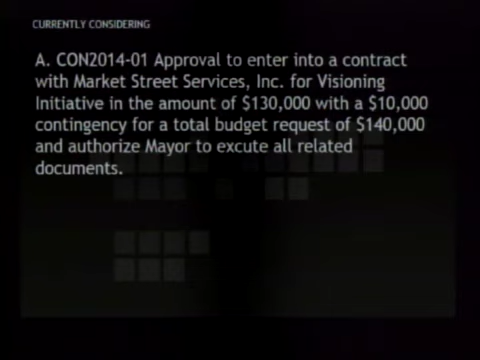 CURRENTLY CONSIDERING
A. CON2014-01 Approval to enter into a contract
with Market Street Services, Inc. for Visioning
Initiative in the amount of $130,000 with a $10,000
contingency for a total budget request of $140,000
and authorize Mayor to excute all related
documents.